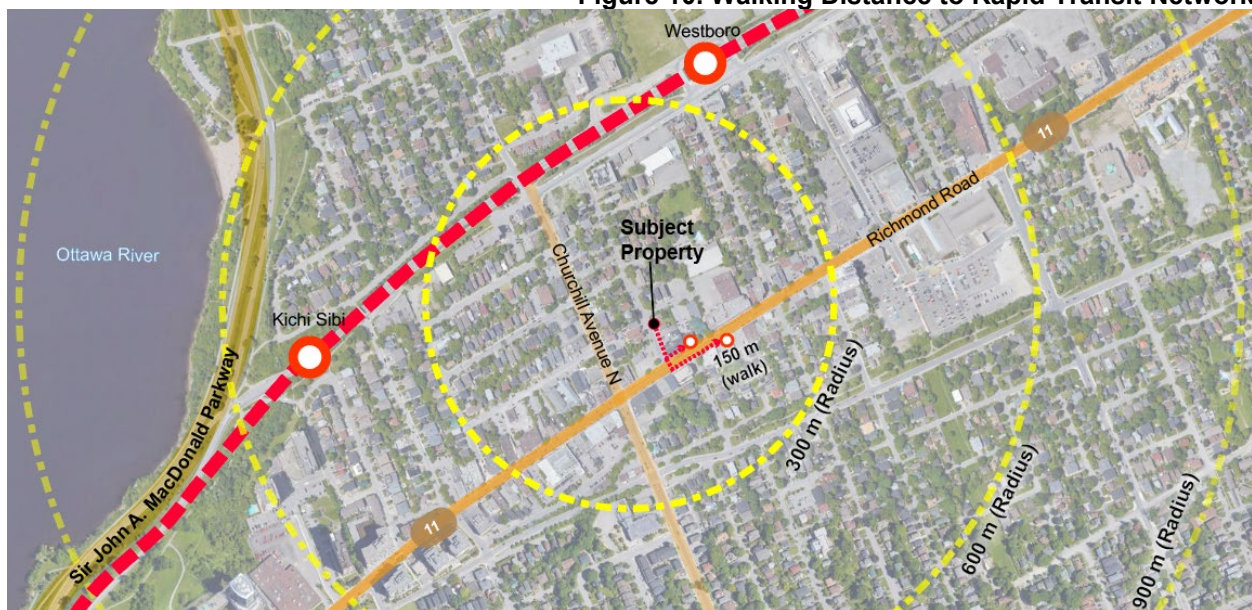 Figure 10: Walking Distance to Rapid Transit Network
Westboro
11
Richmond Road
Subject
Property
Ottawa River
Churchill Avenue N
Kichi Sibi
150 m
(walk)
300 m (Radius)
Sir John A. MacDonald Parkway
11
600 m (Radius)
900 m (Radius)